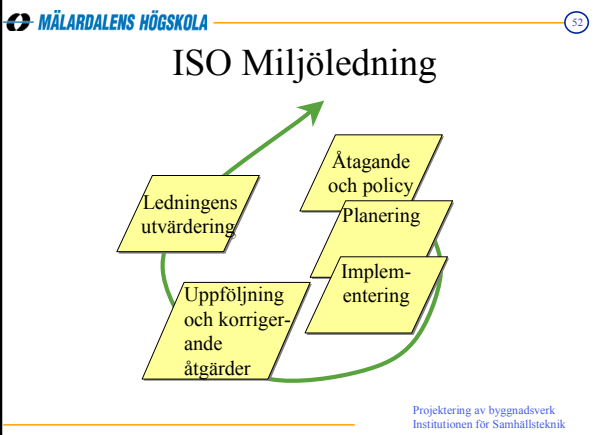 MÄLARDALENS HÖGSKOLA
52
ISO Miljöledning
Åtagande
och policy
Planering
Implem-
entering
Uppföljning
och korriger-
ande
åtgärder
Ledningens
utvärdering
Projektering av byggnadsverk
Institutionen för Samhällsteknik